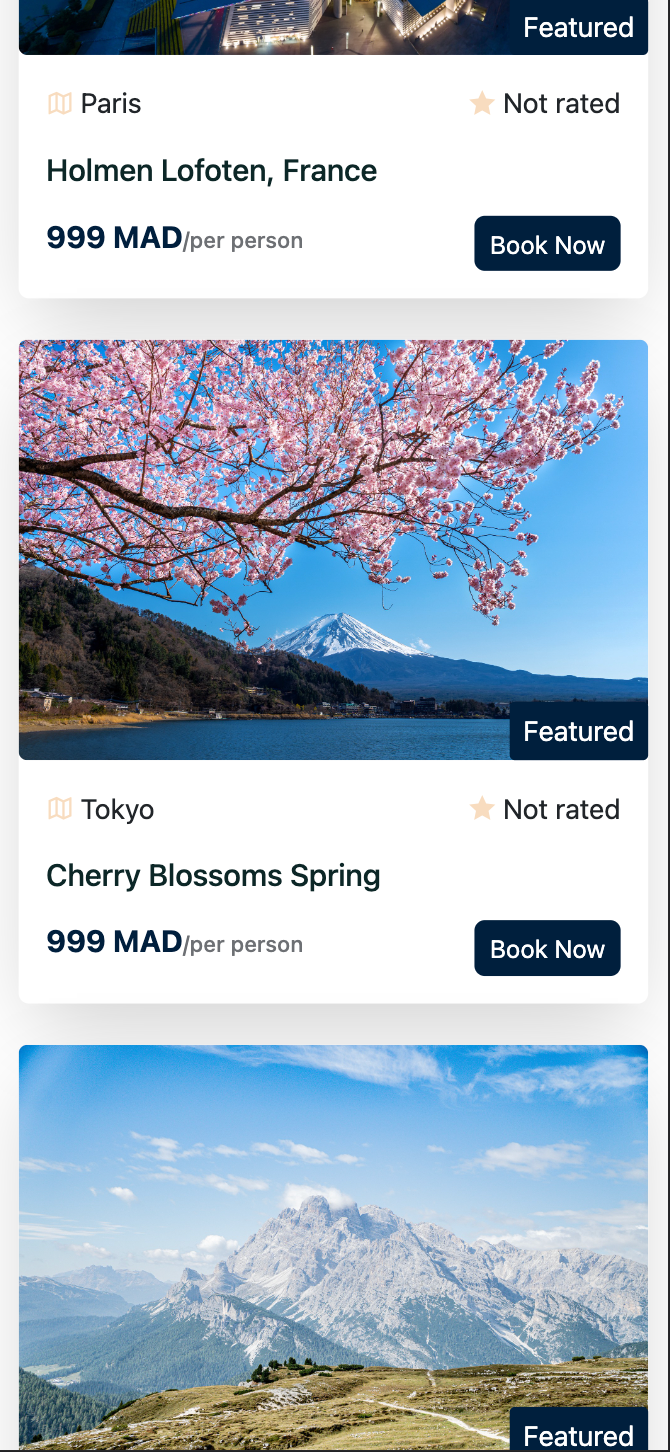 Featured
Paris
Not rated
Holmen Lofoten, France
999 MAD/per person
Book Now
Featured
Tokyo
Not rated
Cherry Blossoms Spring
999 MAD/per person
Book Now
Featured